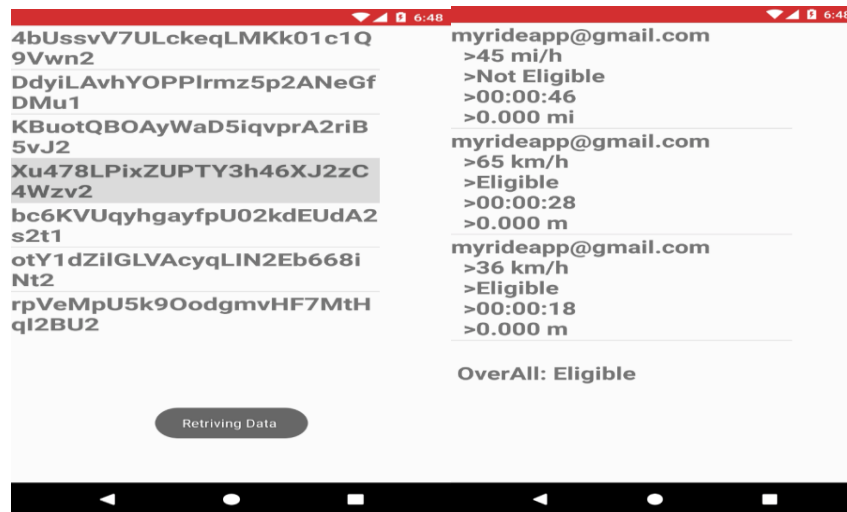 6:48
4bUssvV7ULckeqLMKk01c1Q
9Vwn2
DdyiLAvhYOPPlrmz5p2ANeGf
DMu1
KBuotQBOAyWaD5iqvprA2riB
5vJ2
Xu478LPixZUPTY3h46XJ2zC
4Wzv2
bc6KVUqyhgayfpU02kdEUdA2
s2t1
otY1dZilGLVAcyqLIN2Eb668i
Nt2
rpVeMpU5k9OodgmvHF7MtH
qI2BU2
Retriving Data
6:48
myrideapp@gmail.com
>45 mi/h
>Not Eligible
>00:00:46
>0.000 mi
myrideapp@gmail.com
>65 km/h
>Eligible
>00:00:28
>0.000 m
myrideapp@gmail.com
>36 km/h
>Eligible
>00:00:18
>0.000 m
OverAll: Eligible